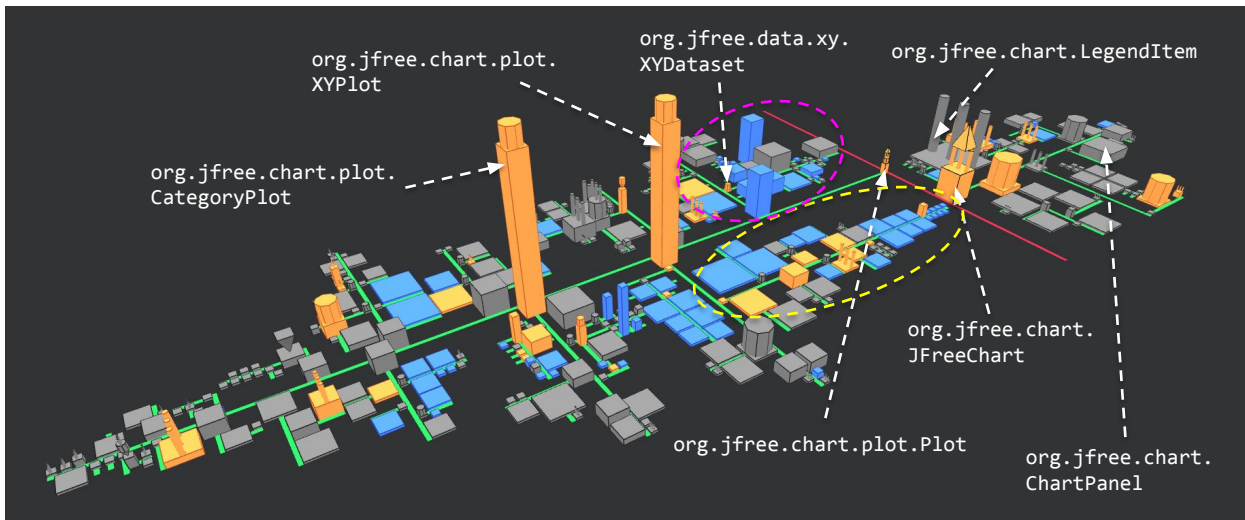 org.jfree.chart.plot.
XYPlot
org.jfree.data.xy.
XYDataset
org.jfree.chart.LegendItem
org.jfree.chart.plot.
CategoryPlot
org.jfree.chart.
JFreeChart
org.jfree.chart.plot.Plot
org.jfree.chart.
ChartPanel